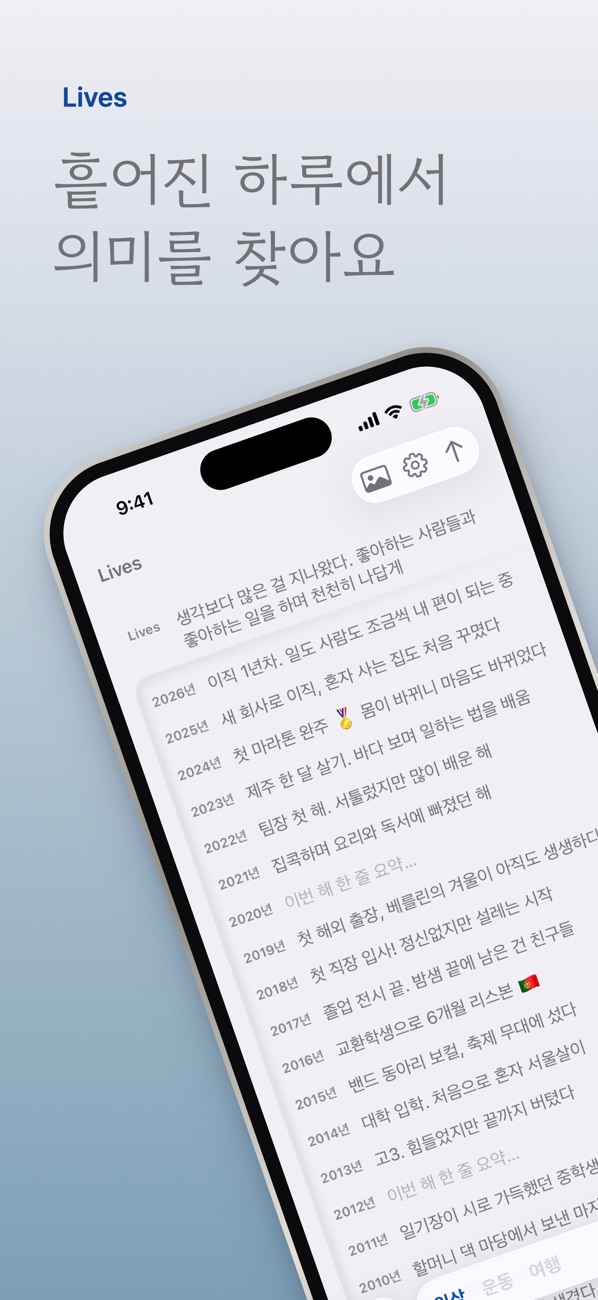 Lives
흩어진 하루에서
의미를 찾아요
9:41
Lives
Lives 생각보다 많은 걸 지나왔다. 좋아하는 사람들과
좋아하는 일을 하며 천천히 나답게
2026년 이직 1년차. 일도 사람도 조금씩 내 편이 되는 중
2025년 새 회사로 이직, 혼자 사는 집도 처음 꾸몄다
2024년 첫 마라톤 완주 🏅 몸이 바뀌니 마음도 바뀌었다
2023년 제주 한 달 살기. 바다 보며 일하는 법을 배움
2022년 팀장 첫 해. 서툴렀지만 많이 배운 해
2021년 집콕하며 요리와 독서에 빠졌던 해
2020년 이번 해 한 줄 요약...
2019년 첫 해외 출장, 베를린의 겨울이 아직도 생생하다
2018년 첫 직장 입사! 정신없지만 설레는 시작
2017년 졸업 전시 끝. 밤샘 끝에 남은 건 친구들
2016년 교환학생으로 6개월 리스본 🇵🇹
2015년 밴드 동아리 보컬, 축제 무대에 섰다
2014년 대학 입학. 처음으로 혼자 서울살이
2013년 고3. 힘들었지만 끝까지 버텼다
2012년 이번 해 한 줄 요약...
2011년 일기장이 시로 가득했던 중학생
2010년 할머니 댁 마당에서 보낸 마지
일상 운동 여행
생겼다